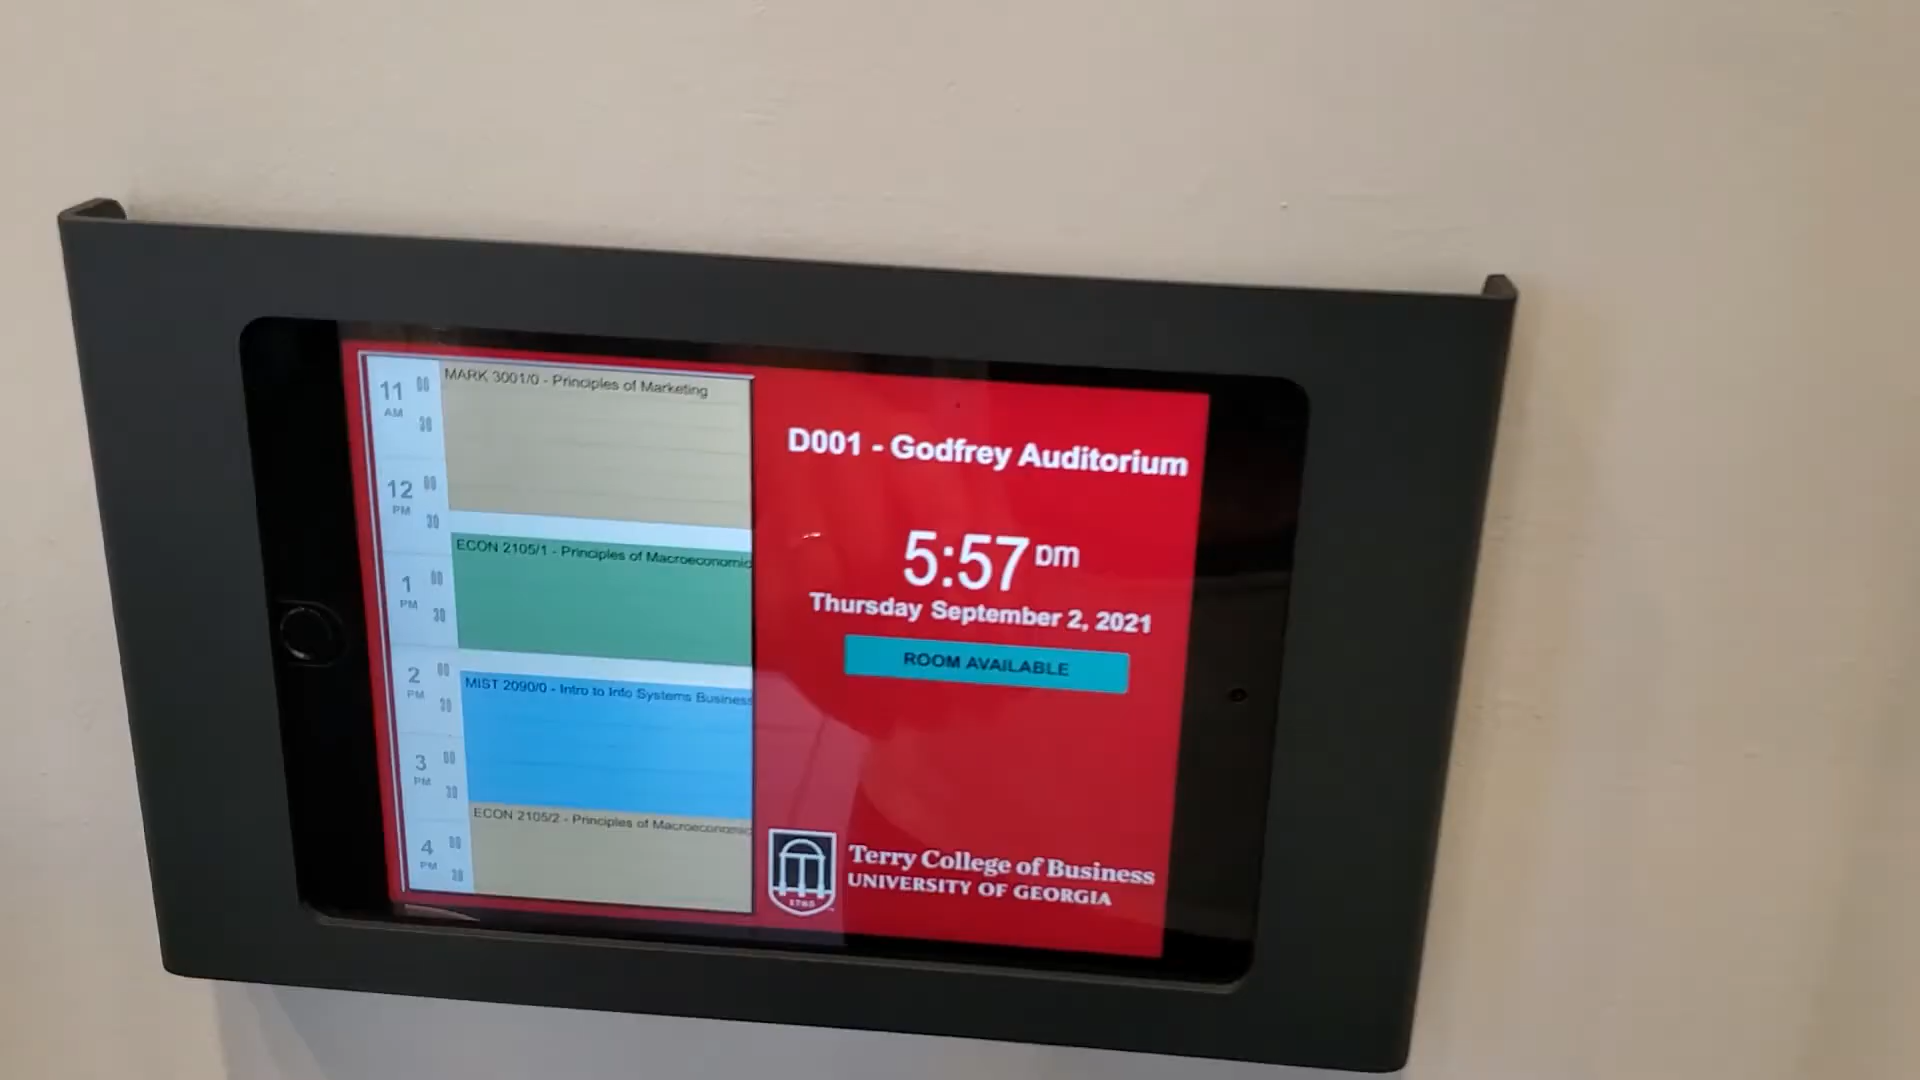 11 00
AM
30
12 00
PM
30
1 00
PM
30
2 00
PM
30
3 00
PM
30
4 00
PM
30
MARK 3001/0 - Principles of Marketing
ECON 2105/1 - Principles of Macroeconomic
MIST 2090/0 - Intro to Info Systems Business
ECON 2105/2 - Principles of Macroeconomic
D001 - Godfrey Auditorium
5:57 pm
Thursday September 2, 2021
ROOM AVAILABLE
1785
Terry College of Business
UNIVERSITY OF GEORGIA